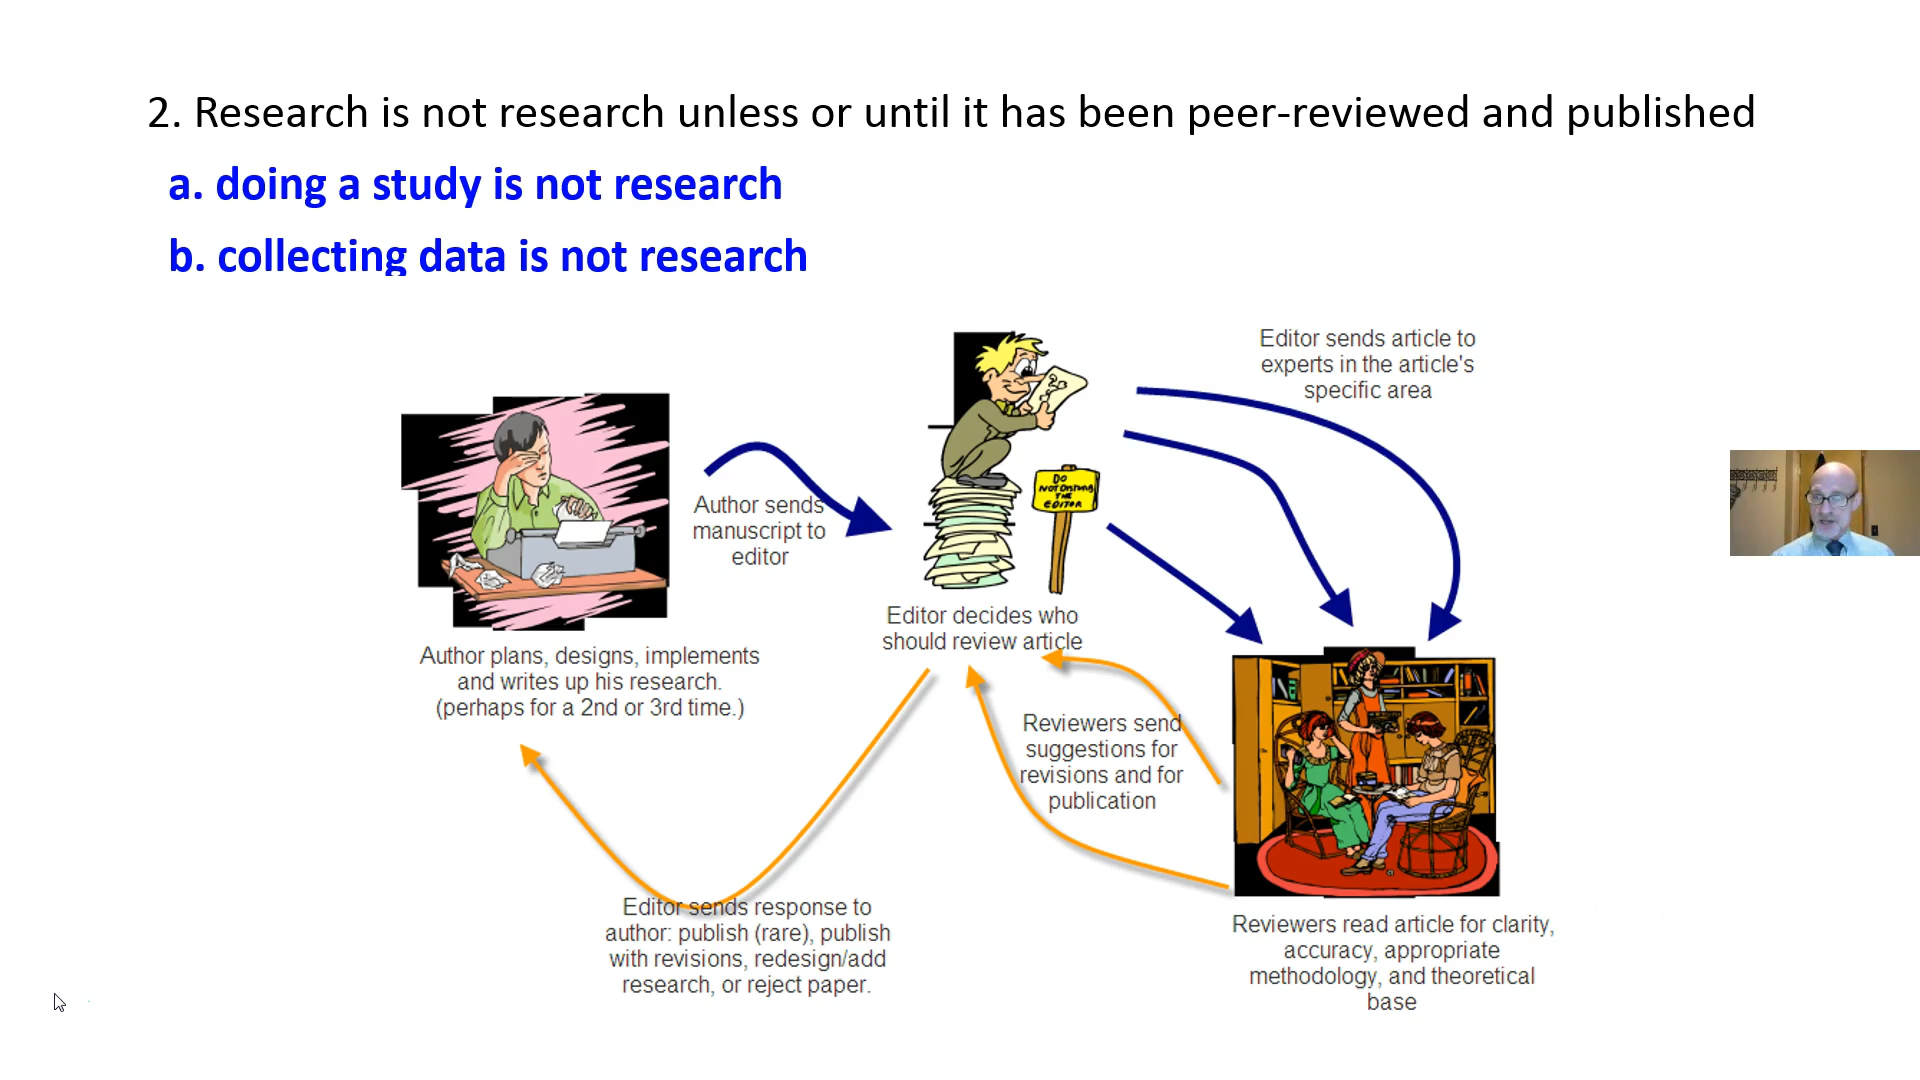 2. Research is not research unless or until it has been peer-reviewed and published
a. doing a study is not research
b. collecting data is not research
Editor sends article to
experts in the article's
specific area
Author sends
manuscript to
editor
DO
NOT DISTURB
THE
EDITOR
Editor decides who
should review article
Author plans, designs, implements
and writes up his research.
(perhaps for a 2nd or 3rd time.)
Reviewers send
suggestions for
revisions and for
publication
Editor sends response to
author: publish (rare), publish
with revisions, redesign/add
research, or reject paper.
Reviewers read article for clarity,
accuracy, appropriate
methodology, and theoretical
base